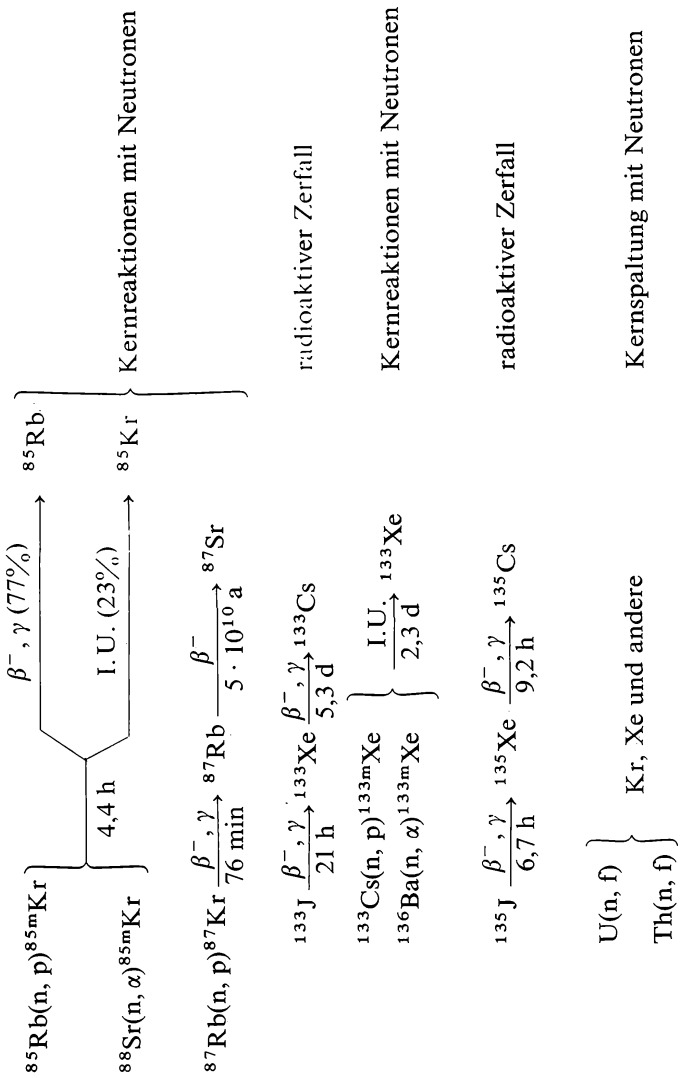 ⁸⁵Rb(n, p)⁸⁵ᵐKr
⁸⁸Sr(n, α)⁸⁵ᵐKr
4,4 h
β⁻, γ (77%)
⁸⁵Rb
I.U. (23%)
⁸⁵Kr
Kernreaktionen mit Neutronen
⁸⁷Rb(n, p)⁸⁷Kr β⁻, γ 76 min ⁸⁷Rb β⁻ 5 · 10¹⁰ a ⁸⁷Sr
¹³³J β⁻, γ 21 h ¹³³Xe β⁻, γ 5,3 d ¹³³Cs
radioaktiver Zerfall
¹³³Cs(n, p)¹³³ᵐXe
¹³⁶Ba(n, α)¹³³ᵐXe
I.U. 2,3 d ¹³³Xe
Kernreaktionen mit Neutronen
¹³⁵J β⁻, γ 6,7 h ¹³⁵Xe β⁻, γ 9,2 h ¹³⁵Cs
radioaktiver Zerfall
U(n, f)
Th(n, f)
Kr, Xe und andere
Kernspaltung mit Neutronen